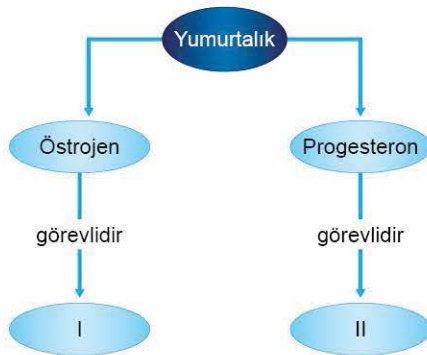 Yumurtalık
Östrojen
Progesteron
görevlidir
görevlidir
I
II